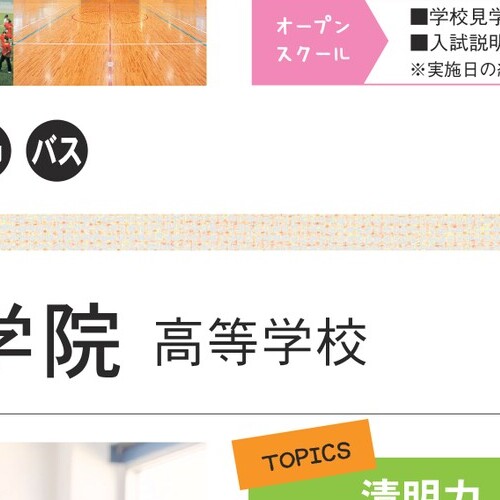 オープン
スクール
■学校見学
■入試説明
※実施日の
バス
学院 高等学校
TOPICS
清明力